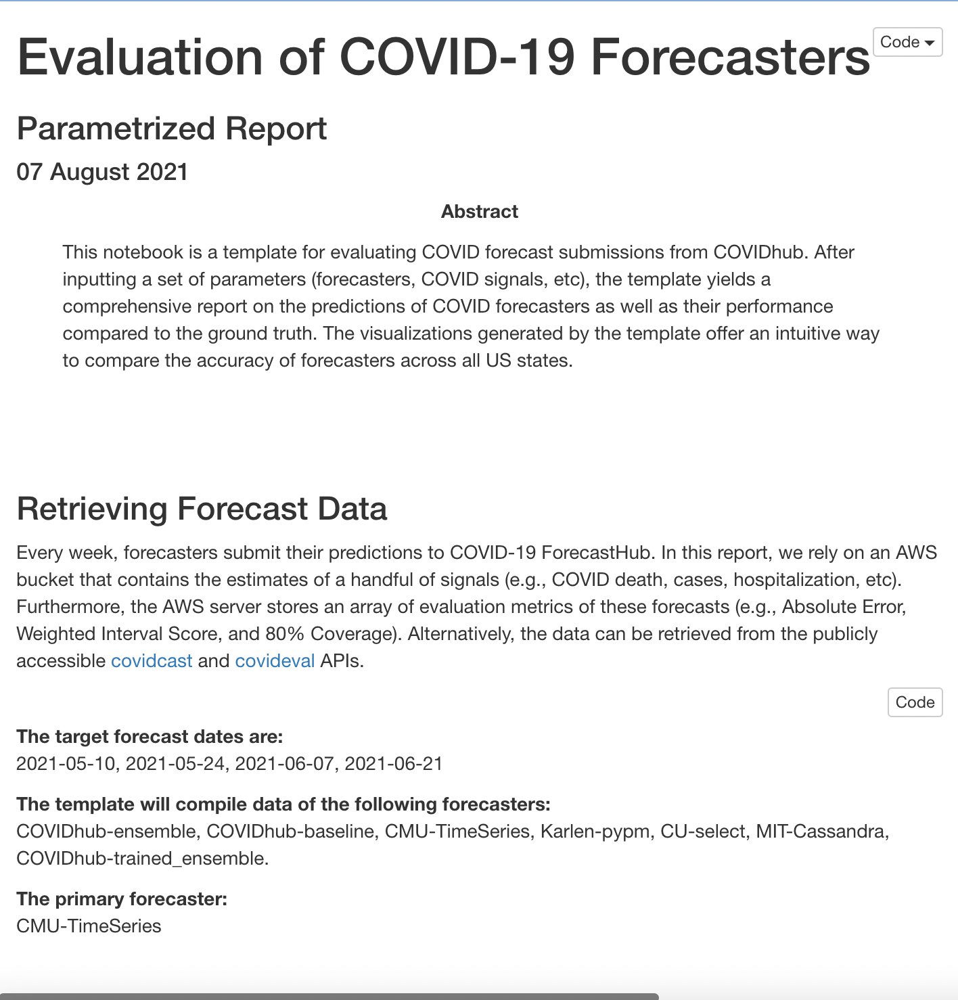 Evaluation of COVID-19 Forecasters
Code
Parametrized Report
07 August 2021
Abstract
This notebook is a template for evaluating COVID forecast submissions from COVIDhub. After
inputting a set of parameters (forecasters, COVID signals, etc), the template yields a
comprehensive report on the predictions of COVID forecasters as well as their performance
compared to the ground truth. The visualizations generated by the template offer an intuitive way
to compare the accuracy of forecasters across all US states.
Retrieving Forecast Data
Every week, forecasters submit their predictions to COVID-19 ForecastHub. In this report, we rely on an AWS
bucket that contains the estimates of a handful of signals (e.g., COVID death, cases, hospitalization, etc).
Furthermore, the AWS server stores an array of evaluation metrics of these forecasts (e.g., Absolute Error,
Weighted Interval Score, and 80% Coverage). Alternatively, the data can be retrieved from the publicly
accessible covidcast and covideval APIs.
Code
The target forecast dates are:
2021-05-10, 2021-05-24, 2021-06-07, 2021-06-21
The template will compile data of the following forecasters:
COVIDhub-ensemble, COVIDhub-baseline, CMU-TimeSeries, Karlen-pypm, CU-select, MIT-Cassandra,
COVIDhub-trained_ensemble.
The primary forecaster:
CMU-TimeSeries